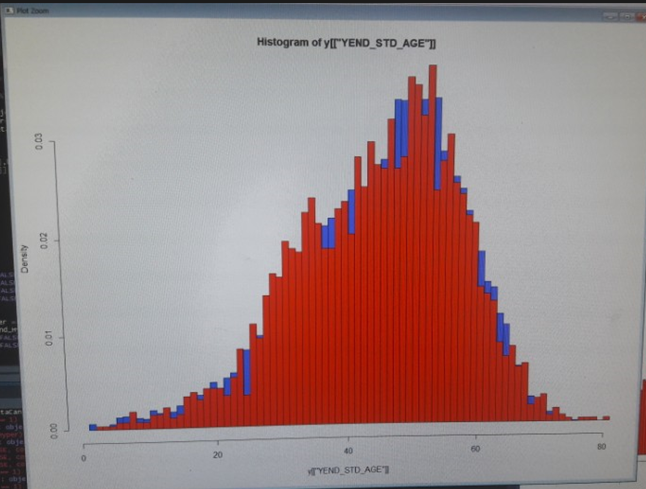 Plot Zoom
Histogram of y[["YEND_STD_AGE"]]
Density
0.03
0.02
0.01
0.00
0
20
40
60
80
y[["YEND_STD_AGE"]]